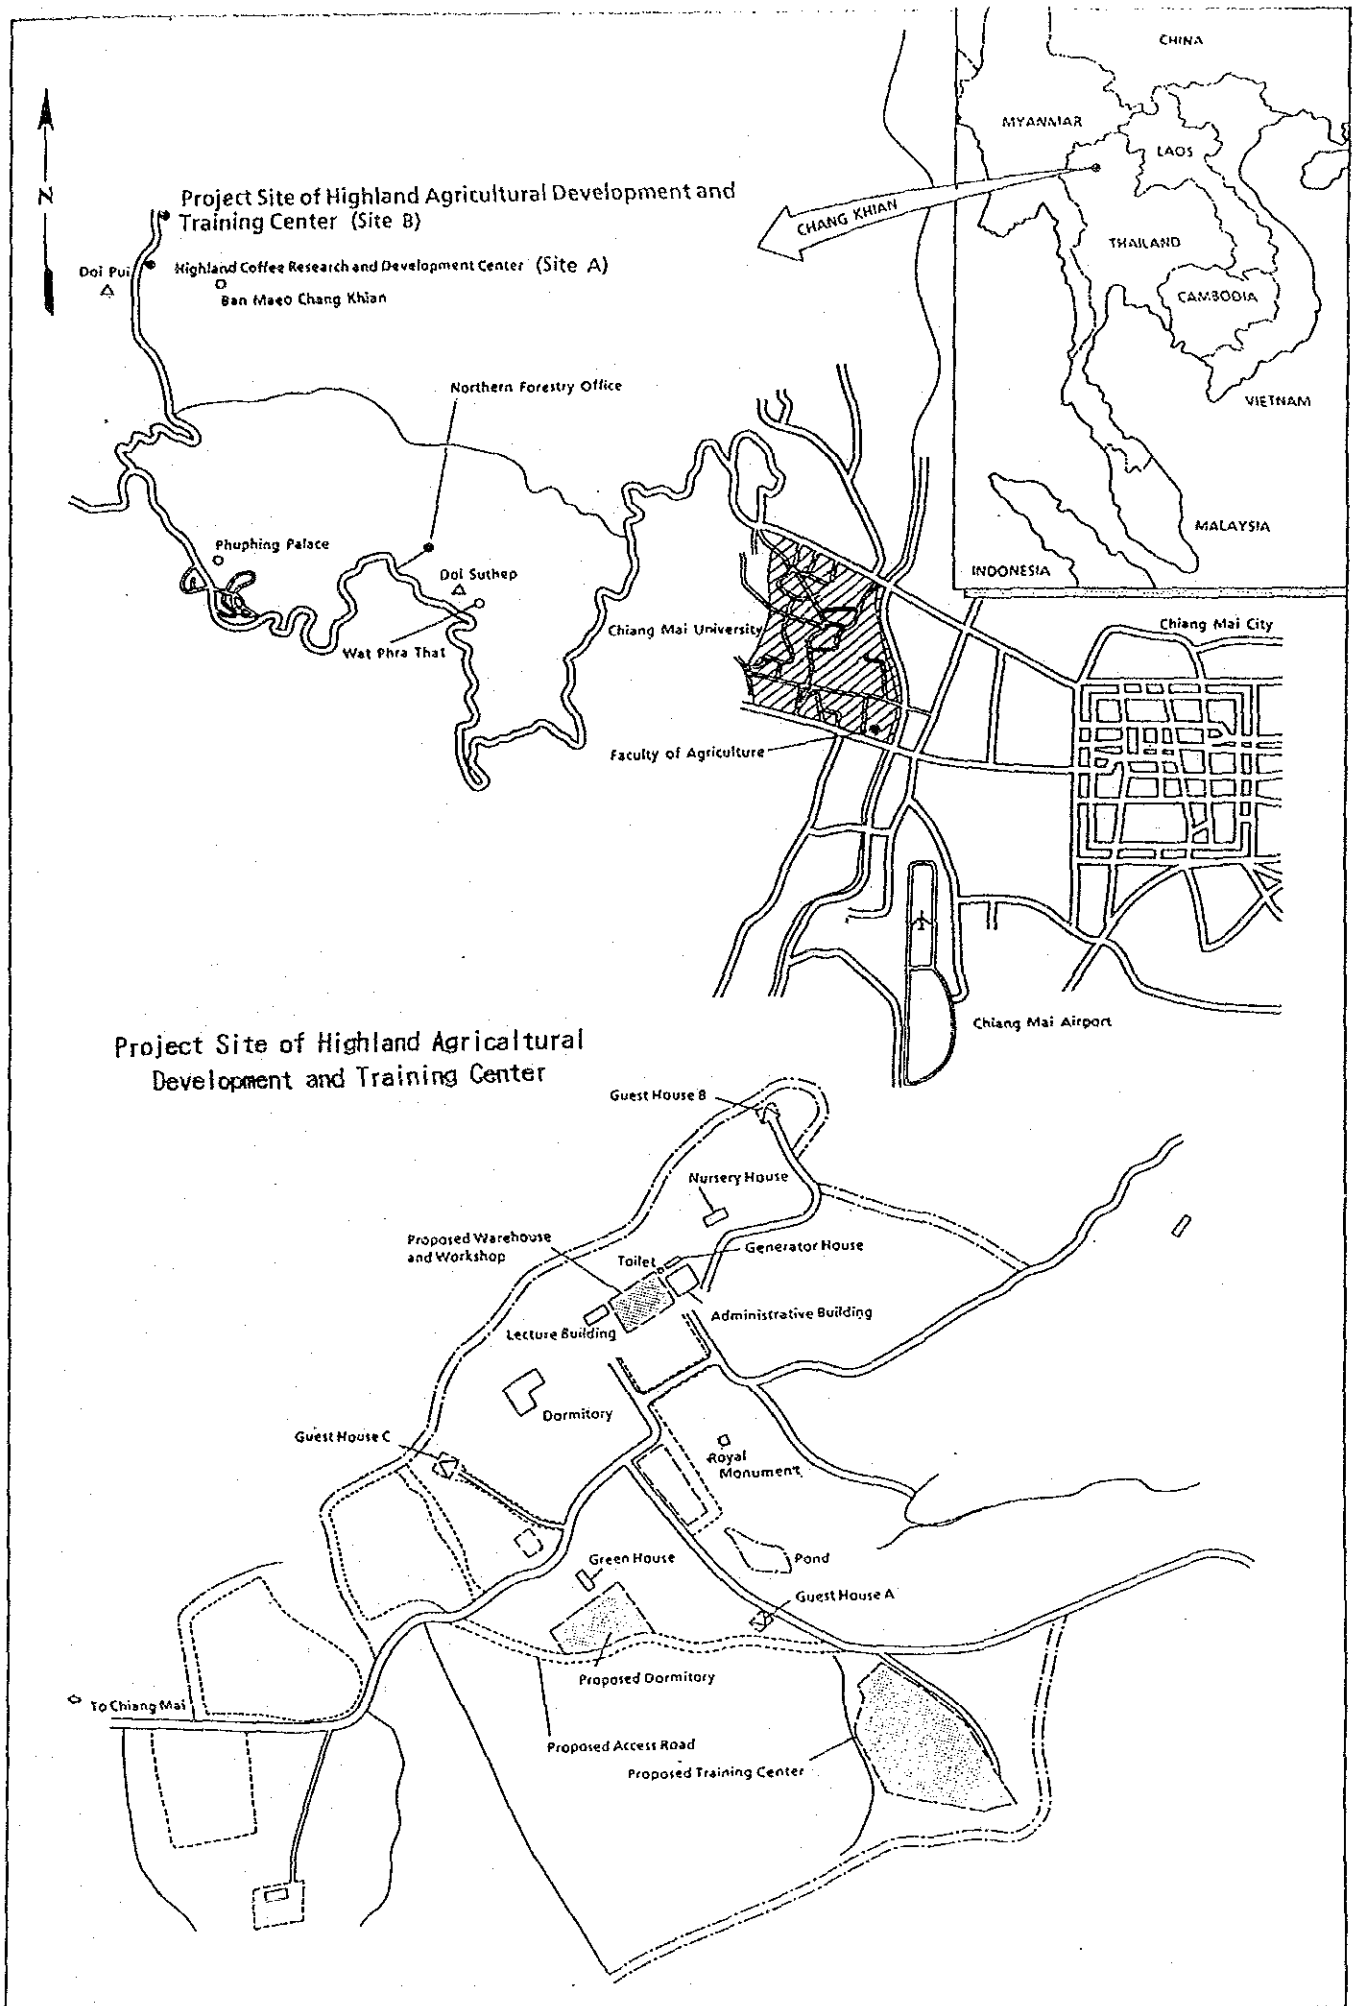 CHINA
MYANMAR
LAOS
CHANG KHIAN
THAILAND
CAMBODIA
VIETNAM
MALAYSIA
INDONESIA
N
Project Site of Highland Agricultural Development and
Training Center (Site B)
Highland Coffee Research and Development Center (Site A)
Doi Pui
Ban Maeo Chang Khian
Northern Forestry Office
Phuphing Palace
Doi Suthep
Wat Phra That
Chiang Mai University
Chiang Mai City
Faculty of Agriculture
Chiang Mai Airport
Project Site of Highland Agricaltural
Development and Training Center
Guest House B
Nursery House
Proposed Warehouse
and Workshop
Toilet
Generator House
Administrative Building
Lecture Building
Dormitory
Guest House C
Royal
Monument
Green House
Pond
Guest House A
Proposed Dormitory
To Chiang Mai
Proposed Access Road
Proposed Training Center